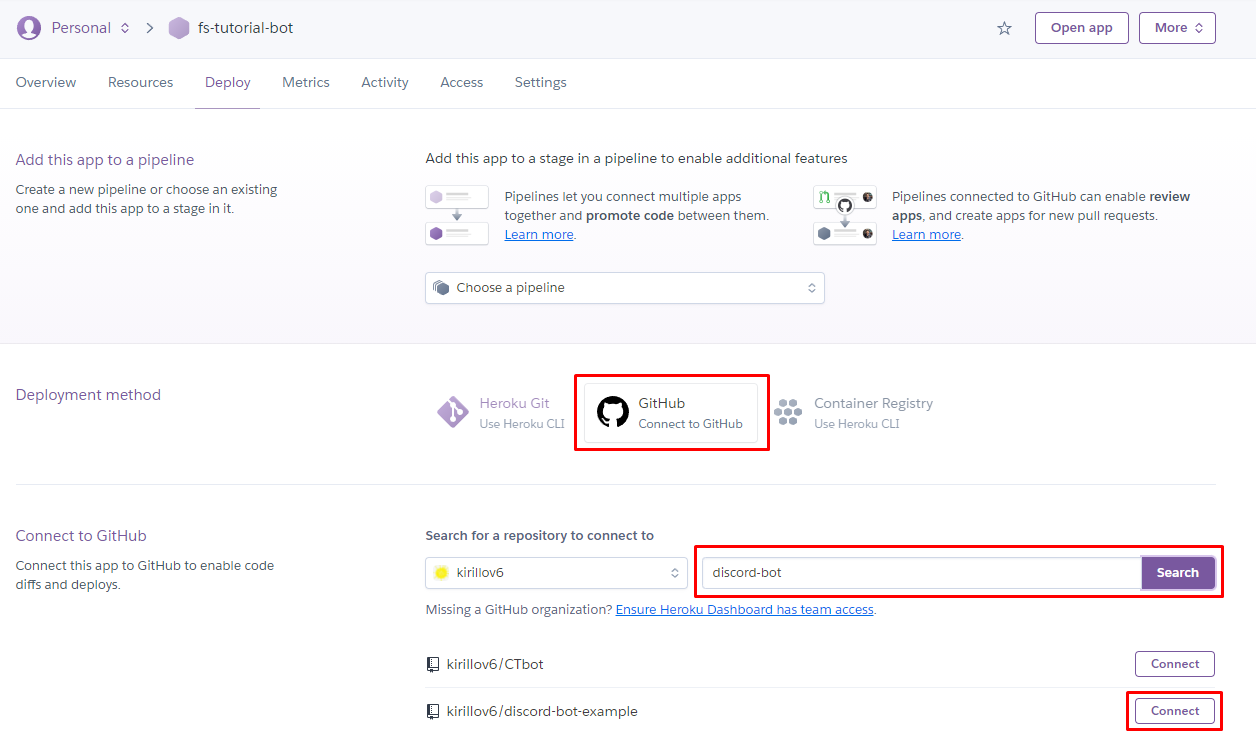 Personal
fs-tutorial-bot
Open app
More
Overview
Resources
Deploy
Metrics
Activity
Access
Settings
Add this app to a pipeline
Create a new pipeline or choose an existing
one and add this app to a stage in it.
Add this app to a stage in a pipeline to enable additional features
Pipelines let you connect multiple apps
together and promote code between them.
Learn more.
Pipelines connected to GitHub can enable review
apps, and create apps for new pull requests.
Learn more.
Choose a pipeline
Deployment method
Heroku Git
Use Heroku CLI
GitHub
Connect to GitHub
Container Registry
Use Heroku CLI
Connect to GitHub
Connect this app to GitHub to enable code
diffs and deploys.
Search for a repository to connect to
kirillov6
discord-bot
Search
Missing a GitHub organization? Ensure Heroku Dashboard has team access.
kirillov6/CTbot
Connect
kirillov6/discord-bot-example
Connect